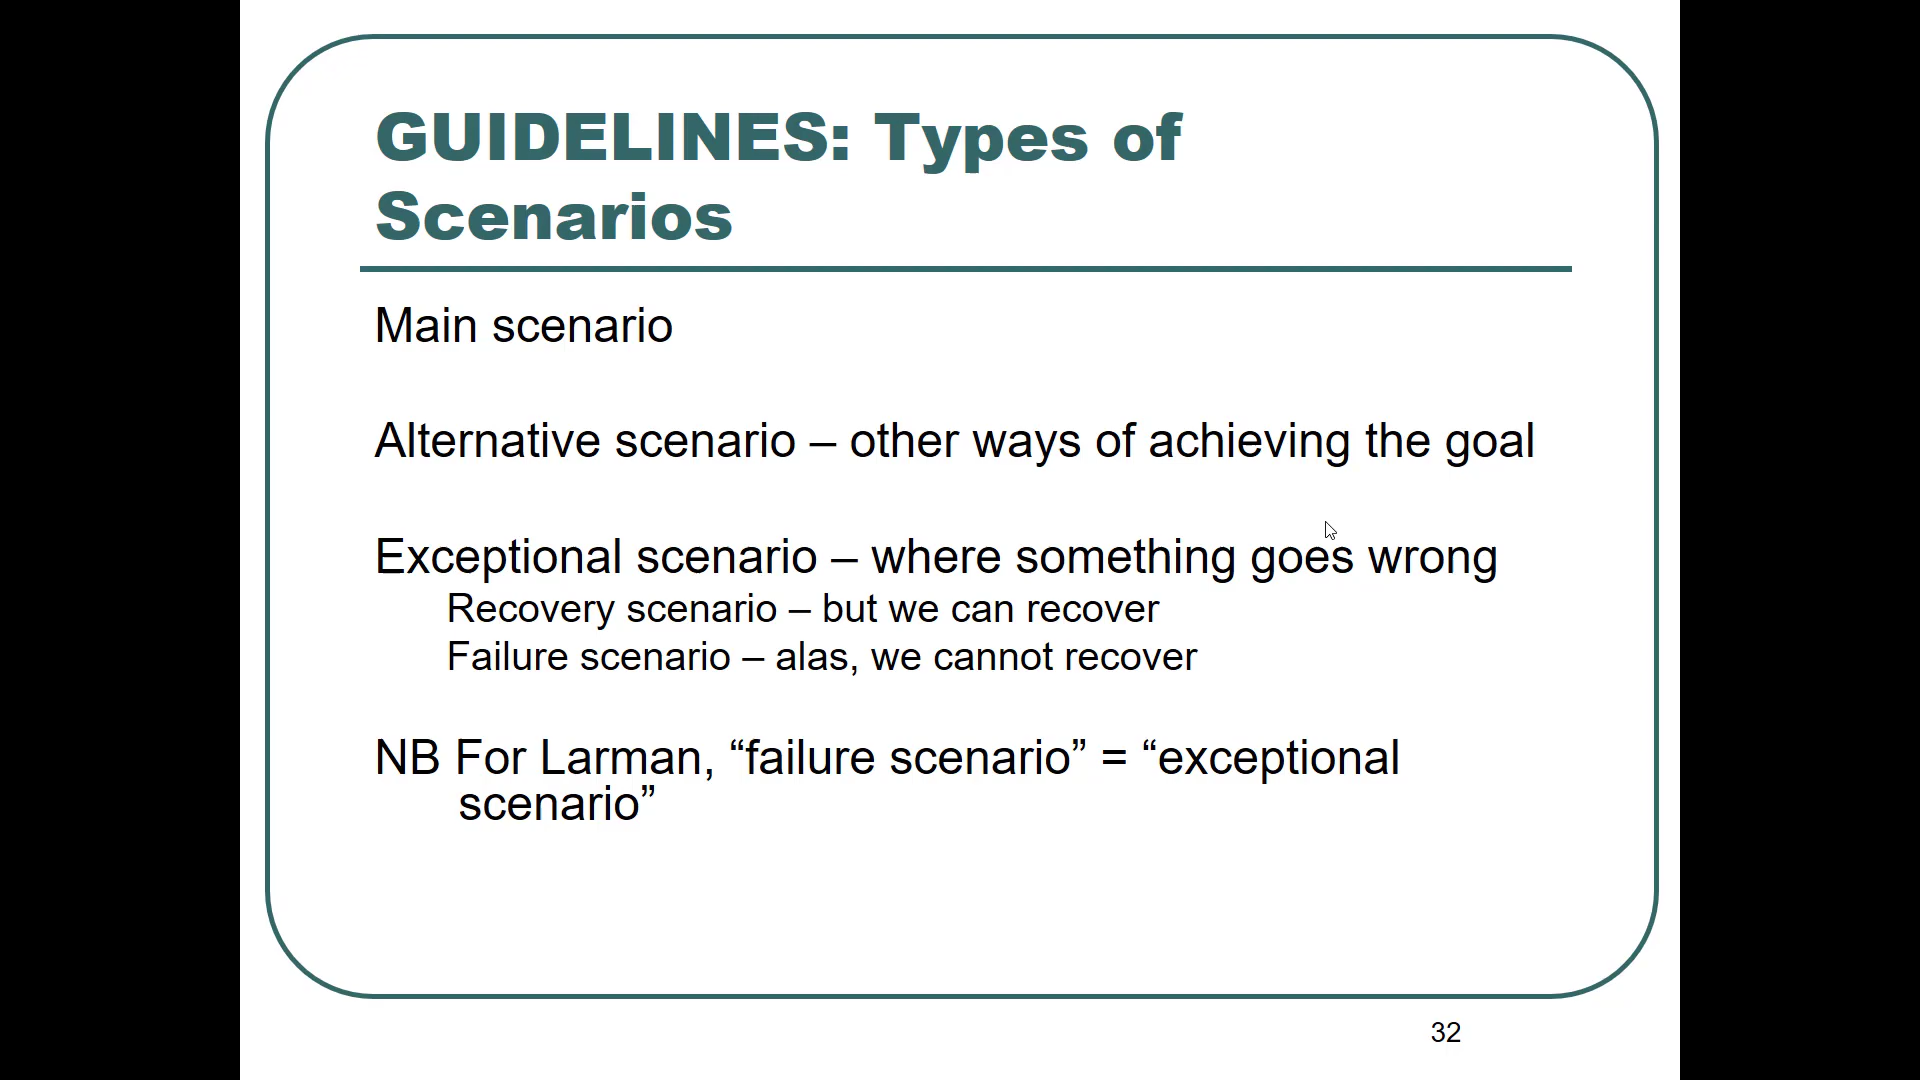 GUIDELINES: Types of
Scenarios
Main scenario
Alternative scenario – other ways of achieving the goal
Exceptional scenario – where something goes wrong
Recovery scenario – but we can recover
Failure scenario – alas, we cannot recover
NB For Larman, “failure scenario” = “exceptional
scenario”
32